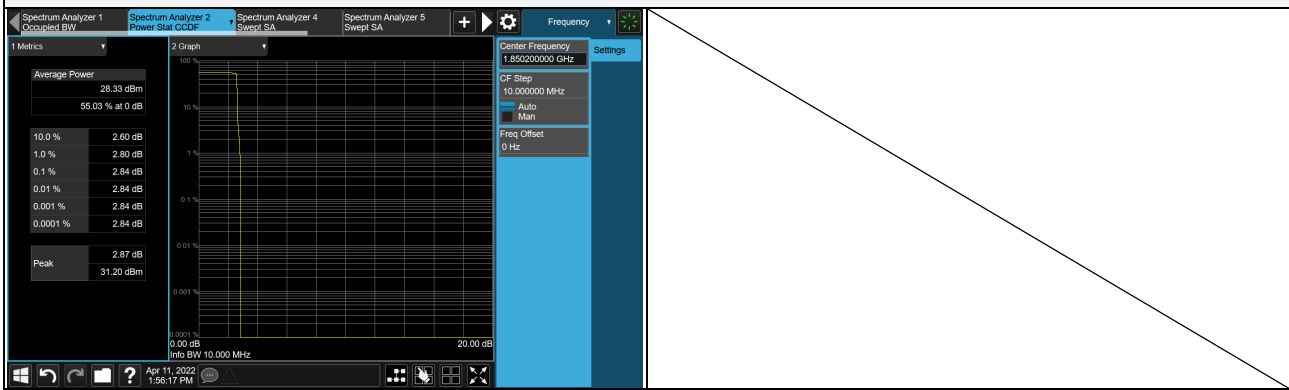 Spectrum Analyzer 1
Occupied BW
Spectrum Analyzer 2
Power Stat CCDF
Spectrum Analyzer 4
Swept SA
Spectrum Analyzer 5
Swept SA
+
Frequency
1 Metrics
2 Graph
Average Power
28.33 dBm
55.03 % at 0 dB
10.0 % 2.60 dB
1.0 % 2.80 dB
0.1 % 2.84 dB
0.01 % 2.84 dB
0.001 % 2.84 dB
0.0001 % 2.84 dB
Peak
2.87 dB
31.20 dBm
100 %
10 %
1 %
0.1 %
0.01 %
0.001 %
0.0001 %
0.00 dB
20.00 dB
Info BW 10.000 MHz
Center Frequency
1.850200000 GHz
Settings
CF Step
10.000000 MHz
Auto
Man
Freq Offset
0 Hz
?
Apr 11, 2022
1:56:17 PM